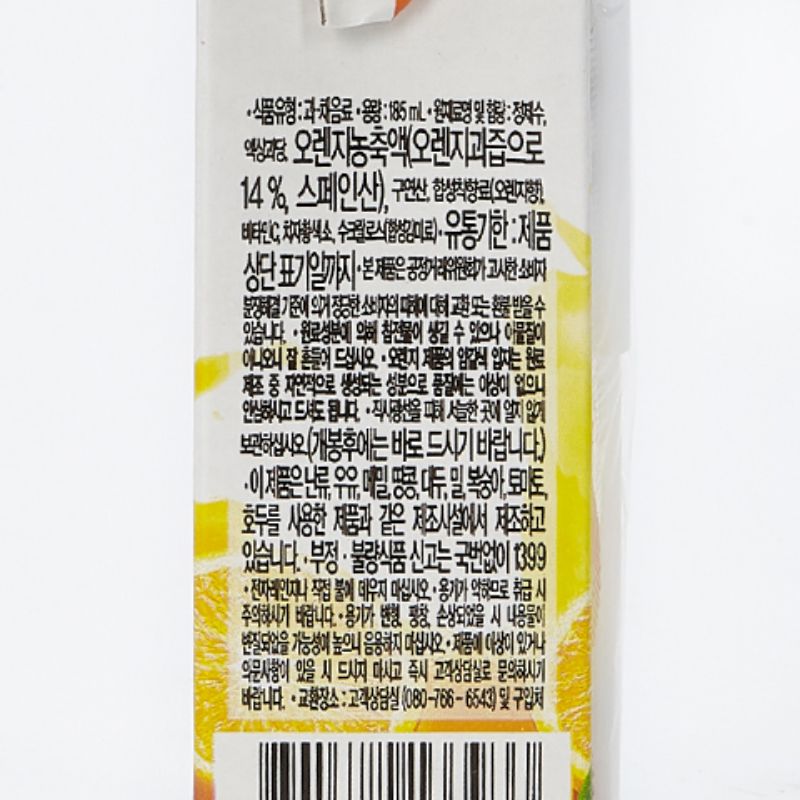 •식품유형 : 과·채음료 •용량 : 185 mL •원재료명 및 함량 : 정제수,
액상과당, 오렌지농축액(오렌지과즙으로
14 %, 스페인산), 구연산, 합성착향료(오렌지향),
비타민C, 치자황색소, 수크랄로스(합성감미료) •유통기한 : 제품
상단 표기일까지 •본 제품은 공정거래위원회가 고시한 소비자
분쟁해결 기준에 의거 정당한 소비자의 피해에 대해 교환 또는 환불 받을 수
있습니다. •원료성분에 의해 침전물이 생길 수 있으나 이물질이
아니오니 잘 흔들어 드십시오. •오렌지 제품의 암갈색 입자는 원료
제조 중 자연적으로 생성되는 성분으로 품질에는 이상이 없으니
안심하시고 드셔도 됩니다. •직사광선을 피해 서늘한 곳에 얼지 않게
보관하십시오.(개봉후에는 바로 드시기 바랍니다.)
•이 제품은 난류, 우유, 메밀, 땅콩, 대두, 밀, 복숭아, 토마토,
호두를 사용한 제품과 같은 제조시설에서 제조하고
있습니다. •부정·불량식품 신고는 국번없이 1399
•전자레인지나 직접 불에 데우지 마십시오. •용기가 약하므로 취급 시
주의하시기 바랍니다. •용기가 변형, 팽창, 손상되었을 시 내용물이
변질되었을 가능성이 높으니 음용하지 마십시오. •제품에 이상이 있거나
의문사항이 있을 시 드시지 마시고 즉시 고객상담실로 문의하시기
바랍니다. •교환장소 : 고객상담실 (080-766-6543) 및 구입처